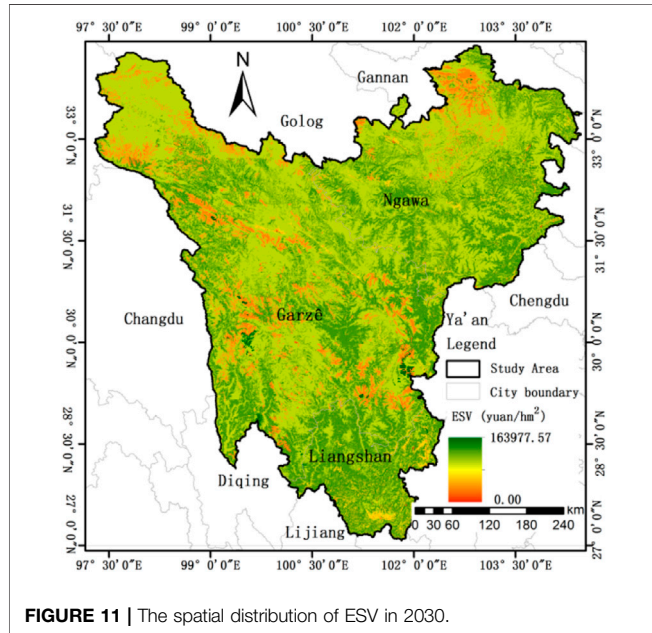 97° 30′0″E 99° 0′0″E 100° 30′0″E 102° 0′0″E 103° 30′0″E
N
Gannan
Golog
33° 0′0″N
33° 0′0″N
Ngawa
31° 30′0″N
31° 30′0″N
Chengdu
Changdu
Garzê
Ya'an
30° 0′0″N
30° 0′0″N
Legend
Study Area
City boundary
ESV (yuan/hm²)
163977.57
0.00
28° 30′0″N
28° 30′0″N
Liangshan
Diqing
km
0 30 60 120 180 240
Lijiang
27° 0′0″N
27° 0′0″N
97° 30′0″E 99° 0′0″E 100° 30′0″E 102° 0′0″E 103° 30′0″E
FIGURE 11 | The spatial distribution of ESV in 2030.